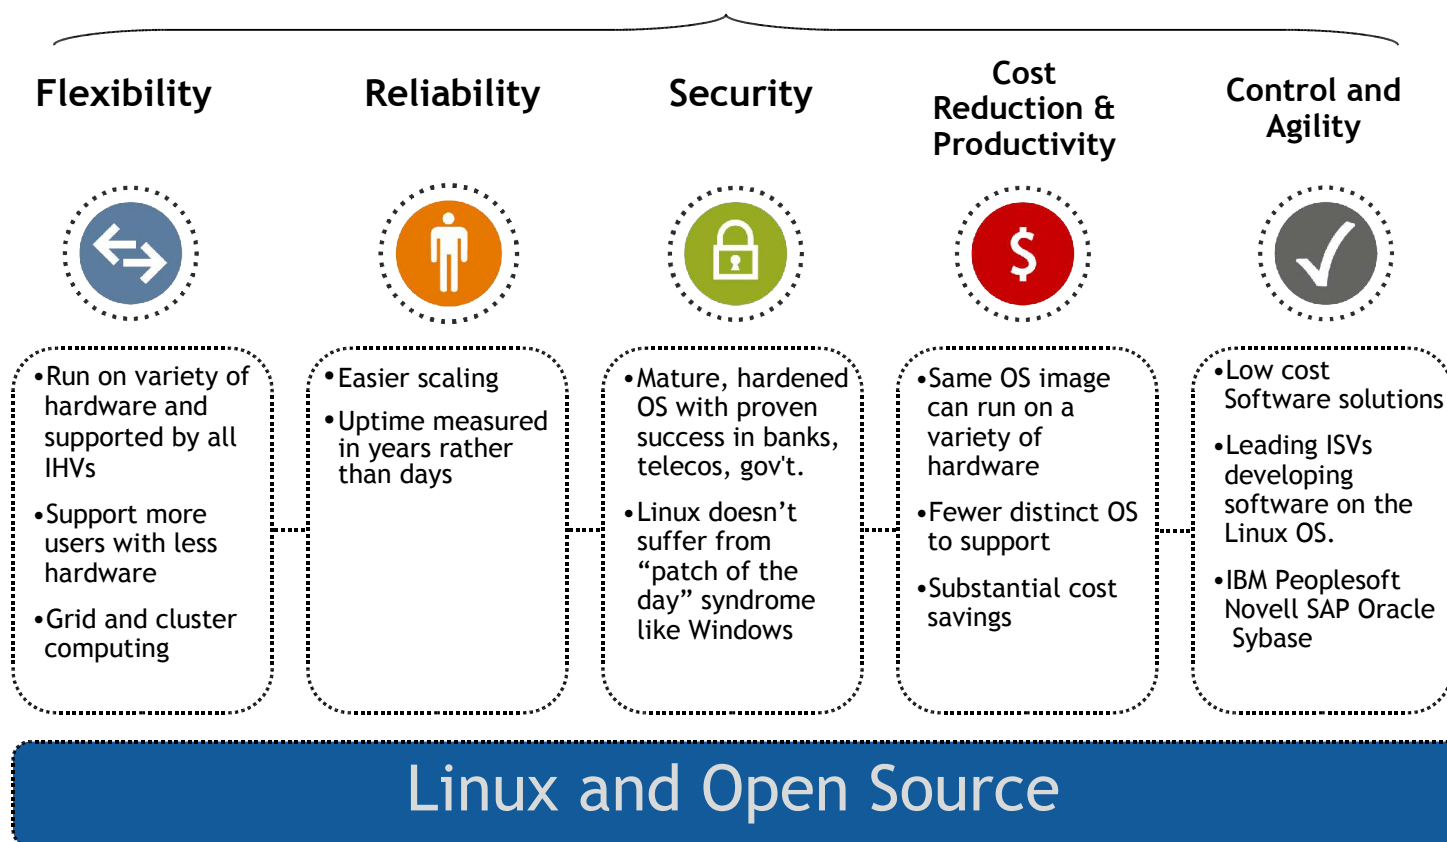 Flexibility
•Run on variety of
hardware and
supported by all
IHVs
•Support more
users with less
hardware
•Grid and cluster
computing
Reliability
•Easier scaling
•Uptime measured
in years rather
than days
Security
•Mature, hardened
OS with proven
success in banks,
telecos, gov't.
•Linux doesn’t
suffer from
“patch of the
day” syndrome
like Windows
Cost
Reduction &
Productivity
$
•Same OS image
can run on a
variety of
hardware
•Fewer distinct OS
to support
•Substantial cost
savings
Control and
Agility
•Low cost
Software solutions
•Leading ISVs
developing
software on the
Linux OS.
•IBM Peoplesoft
Novell SAP Oracle
Sybase
Linux and Open Source